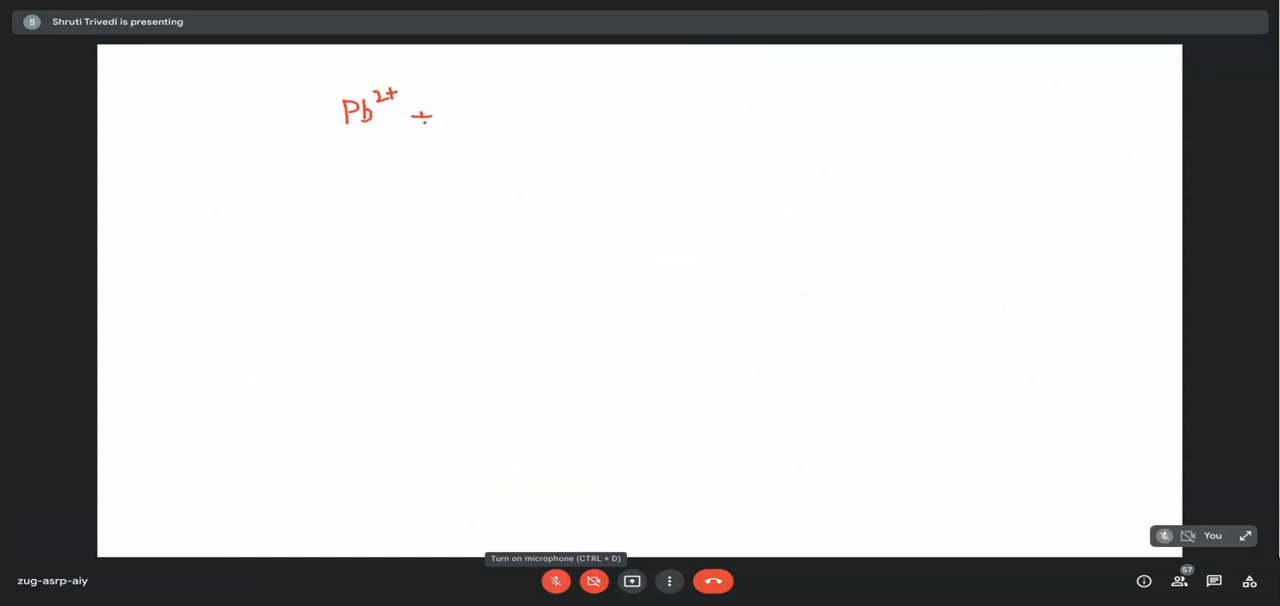 S Shruti Trivedi is presenting
Pb²⁺ +
You
Turn on microphone (CTRL + D)
zug-asrp-aiy
57